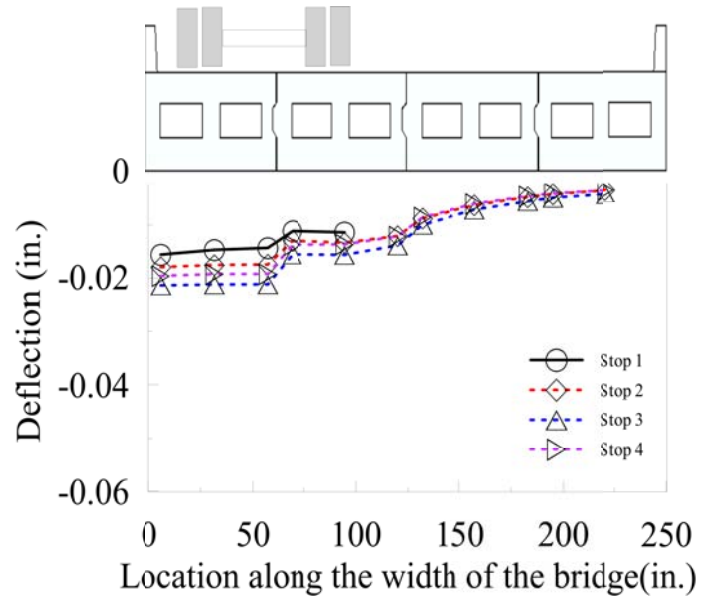 0
-0.02
-0.04
-0.06
Deflection (in.)
Stop 1
Stop 2
Stop 3
Stop 4
0 50 100 150 200 250
Location along the width of the bridge(in.)